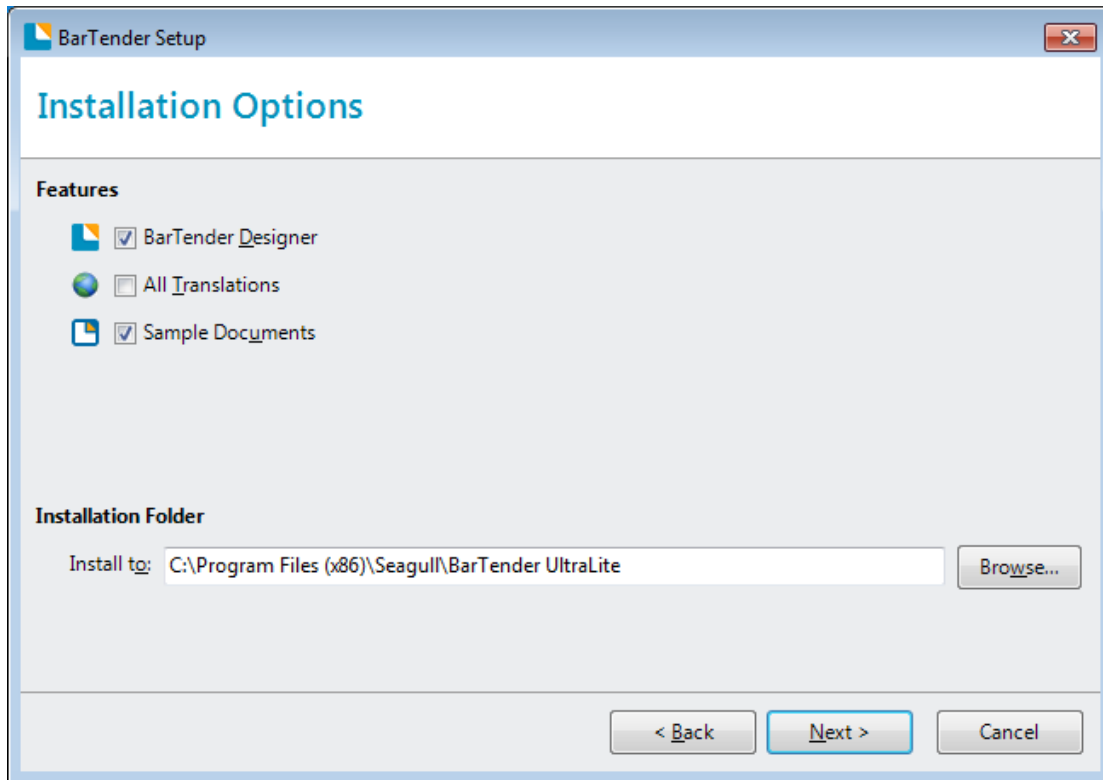 BarTender Setup
Installation Options
Features
BarTender Designer
All Translations
Sample Documents
Installation Folder
Install to: C:\Program Files (x86)\Seagull\BarTender UltraLite Browse...
< Back Next > Cancel